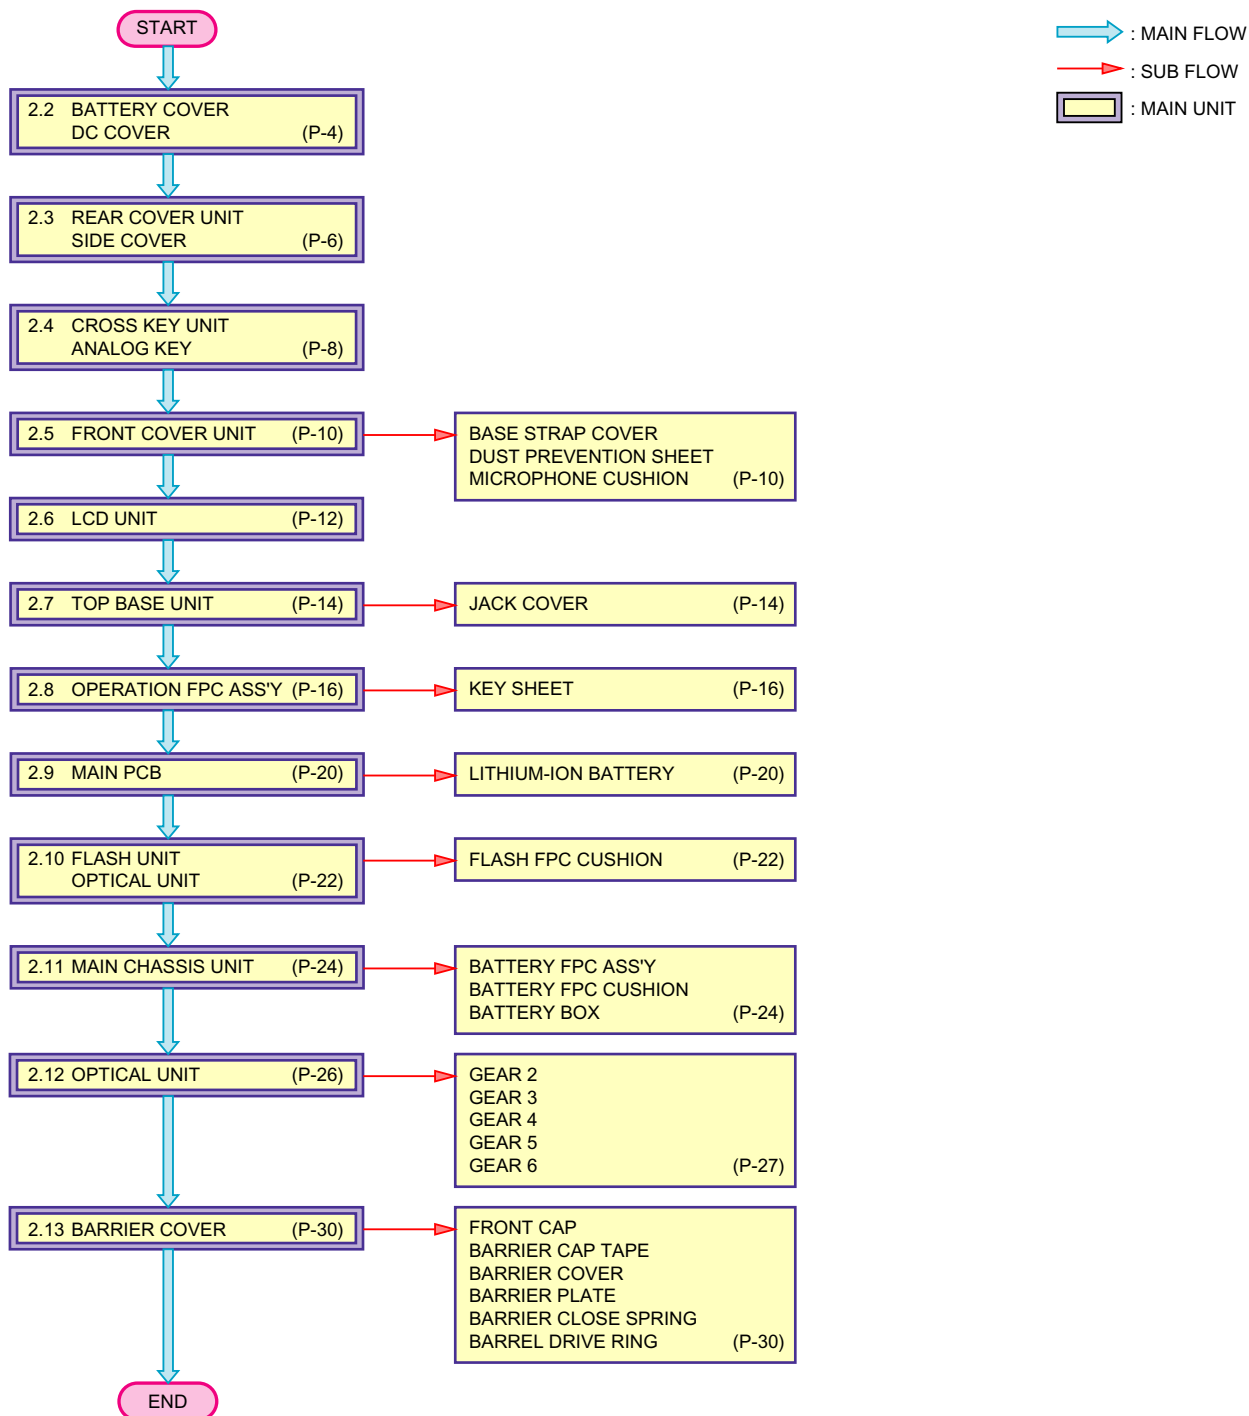 START
: MAIN FLOW
: SUB FLOW
: MAIN UNIT
2.2 BATTERY COVER
DC COVER (P-4)
2.3 REAR COVER UNIT
SIDE COVER (P-6)
2.4 CROSS KEY UNIT
ANALOG KEY (P-8)
2.5 FRONT COVER UNIT (P-10)
BASE STRAP COVER
DUST PREVENTION SHEET
MICROPHONE CUSHION (P-10)
2.6 LCD UNIT (P-12)
2.7 TOP BASE UNIT (P-14)
JACK COVER (P-14)
2.8 OPERATION FPC ASS'Y (P-16)
KEY SHEET (P-16)
2.9 MAIN PCB (P-20)
LITHIUM-ION BATTERY (P-20)
2.10 FLASH UNIT
OPTICAL UNIT (P-22)
FLASH FPC CUSHION (P-22)
2.11 MAIN CHASSIS UNIT (P-24)
BATTERY FPC ASS'Y
BATTERY FPC CUSHION
BATTERY BOX (P-24)
2.12 OPTICAL UNIT (P-26)
GEAR 2
GEAR 3
GEAR 4
GEAR 5
GEAR 6 (P-27)
2.13 BARRIER COVER (P-30)
FRONT CAP
BARRIER CAP TAPE
BARRIER COVER
BARRIER PLATE
BARRIER CLOSE SPRING
BARREL DRIVE RING (P-30)
END